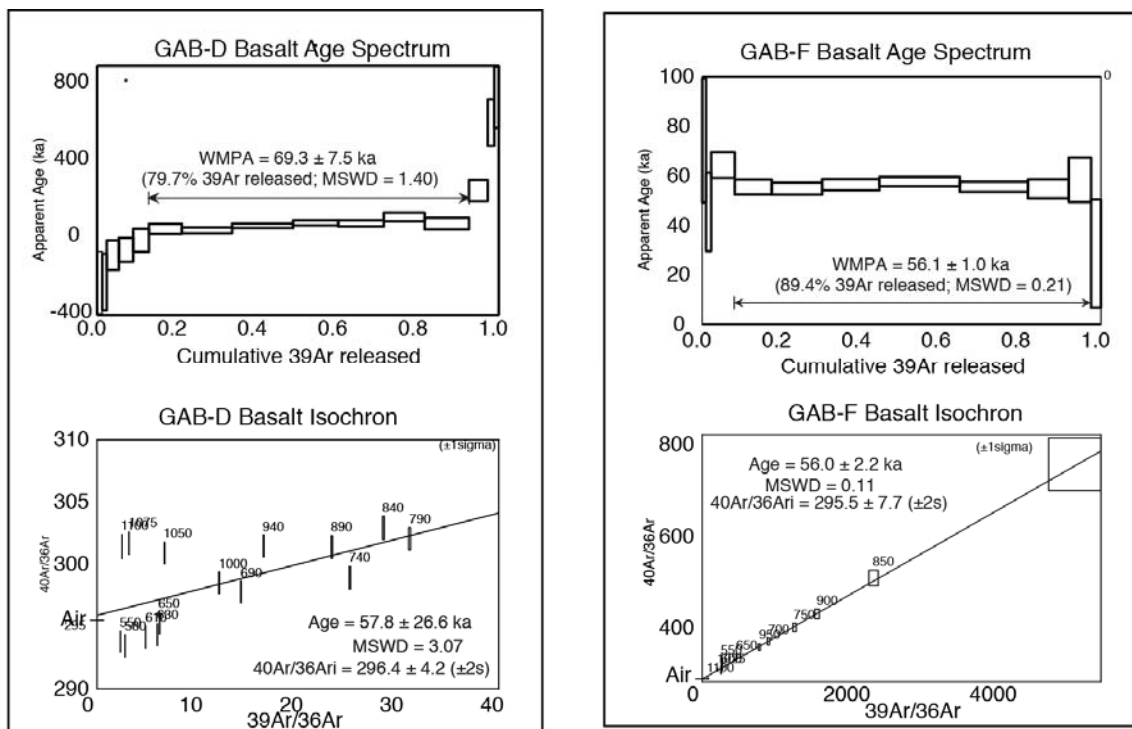 GAB-D Basalt Age Spectrum
800
400
0
-400
Apparent Age (ka)
WMPA = 69.3 ± 7.5 ka
(79.7% 39Ar released; MSWD = 1.40)
0.0 0.2 0.4 0.6 0.8 1.0
Cumulative 39Ar released
GAB-F Basalt Age Spectrum
100
80
60
40
20
0
Apparent Age (ka)
0
WMPA = 56.1 ± 1.0 ka
(89.4% 39Ar released; MSWD = 0.21)
0.0 0.2 0.4 0.6 0.8 1.0
Cumulative 39Ar released
GAB-D Basalt Isochron
310
305
300
Air
295
290
40Ar/36Ar
(±1sigma)
1100 1075 1050 940 890 840 790
1000 690 740
650
550 580 610 630
Age = 57.8 ± 26.6 ka
MSWD = 3.07
40Ar/36Ari = 296.4 ± 4.2 (±2s)
0 10 20 30 40
39Ar/36Ar
GAB-F Basalt Isochron
800
600
400
Air
40Ar/36Ar
(±1sigma)
Age = 56.0 ± 2.2 ka
MSWD = 0.11
40Ar/36Ari = 295.5 ± 7.7 (±2s)
850
900
750
700
950
650
550
0 2000 4000
39Ar/36Ar